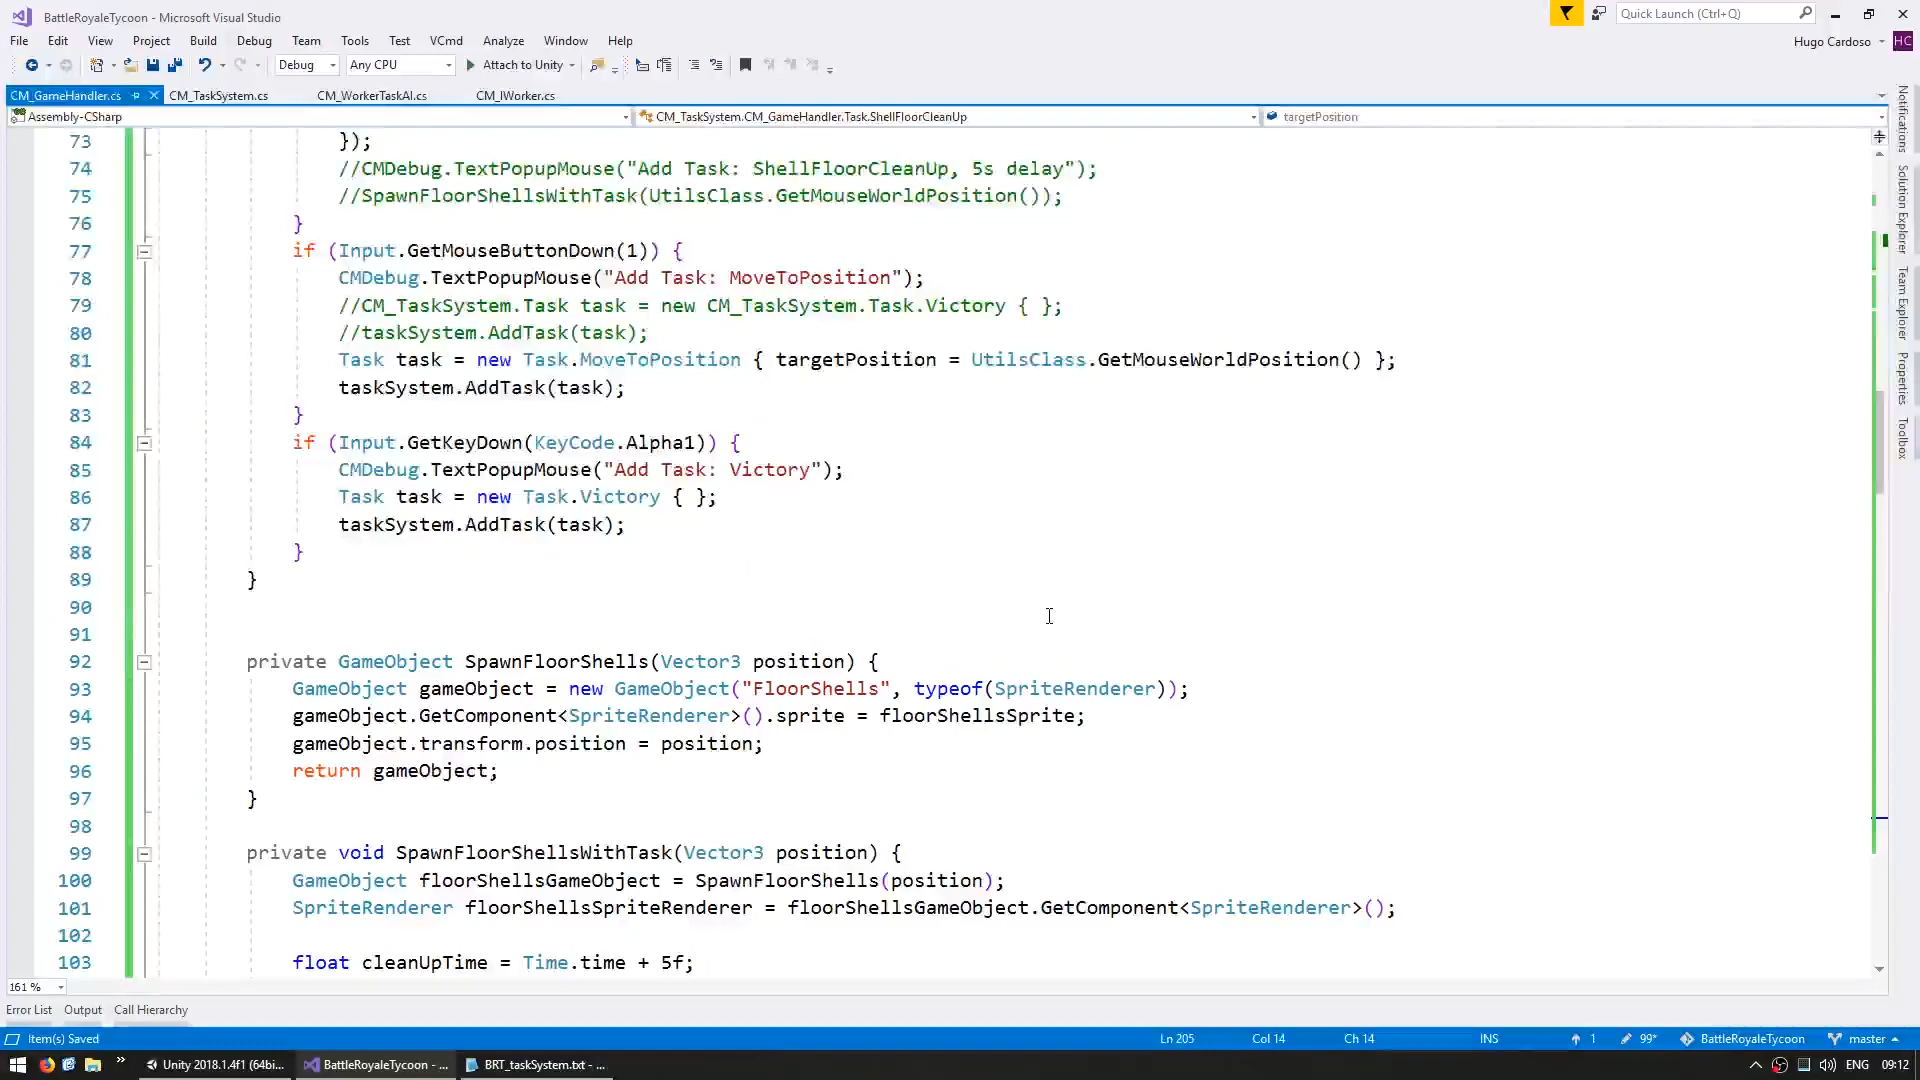 BattleRoyaleTycoon - Microsoft Visual Studio
Quick Launch (Ctrl+Q)
File Edit View Project Build Debug Team Tools Test VCmd Analyze Window Help
Hugo Cardoso HC
Debug Any CPU Attach to Unity
CM_GameHandler.cs CM_TaskSystem.cs CM_WorkerTaskAI.cs CM_IWorker.cs
Assembly-CSharp CM_TaskSystem.CM_GameHandler.Task.ShellFloorCleanUp targetPosition
73 });
74 //CMDebug.TextPopupMouse("Add Task: ShellFloorCleanUp, 5s delay");
75 //SpawnFloorShellsWithTask(UtilsClass.GetMouseWorldPosition());
76 }
77 if (Input.GetMouseButtonDown(1)) {
78 CMDebug.TextPopupMouse("Add Task: MoveToPosition");
79 //CM_TaskSystem.Task task = new CM_TaskSystem.Task.Victory { };
80 //taskSystem.AddTask(task);
81 Task task = new Task.MoveToPosition { targetPosition = UtilsClass.GetMouseWorldPosition() };
82 taskSystem.AddTask(task);
83 }
84 if (Input.GetKeyDown(KeyCode.Alpha1)) {
85 CMDebug.TextPopupMouse("Add Task: Victory");
86 Task task = new Task.Victory { };
87 taskSystem.AddTask(task);
88 }
89 }
90
91
92 private GameObject SpawnFloorShells(Vector3 position) {
93 GameObject gameObject = new GameObject("FloorShells", typeof(SpriteRenderer));
94 gameObject.GetComponent<SpriteRenderer>().sprite = floorShellsSprite;
95 gameObject.transform.position = position;
96 return gameObject;
97 }
98
99 private void SpawnFloorShellsWithTask(Vector3 position) {
100 GameObject floorShellsGameObject = SpawnFloorShells(position);
101 SpriteRenderer floorShellsSpriteRenderer = floorShellsGameObject.GetComponent<SpriteRenderer>();
102
103 float cleanUpTime = Time.time + 5f;
161 %
Error List Output Call Hierarchy
Item(s) Saved Ln 205 Col 14 Ch 14 INS 1 99* BattleRoyaleTycoon master
Unity 2018.1.4f1 (64bi... BattleRoyaleTycoon - ... BRT_taskSystem.txt - ... ENG 09:12
Notifications
Solution Explorer
Team Explorer
Properties
Toolbox